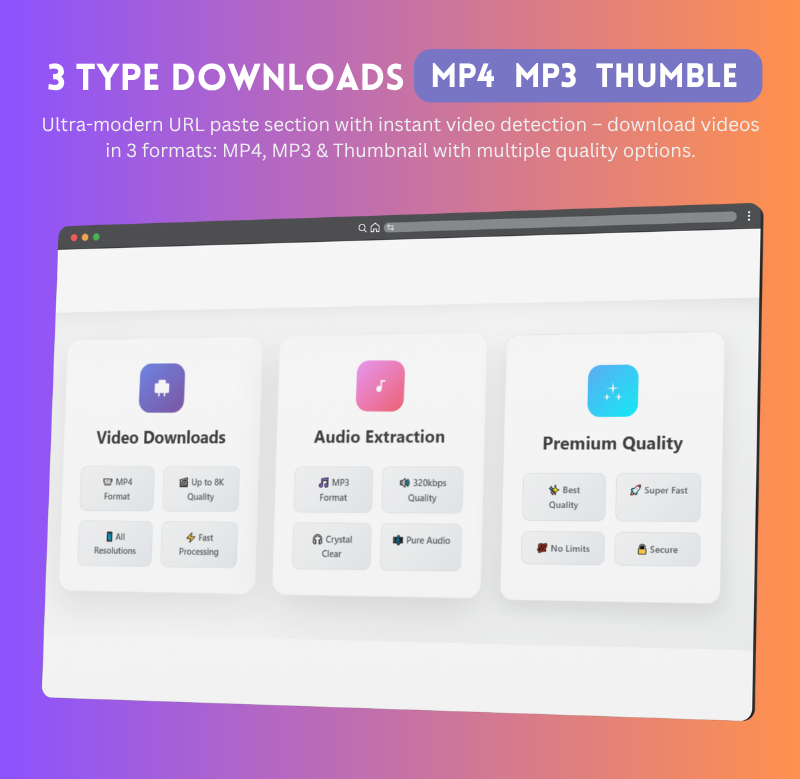 3 TYPE DOWNLOADS MP4 MP3 THUMBLE
Ultra-modern URL paste section with instant video detection – download videos
in 3 formats: MP4, MP3 & Thumbnail with multiple quality options.
Video Downloads
MP4
Format
Up to 8K
Quality
All
Resolutions
Fast
Processing
Audio Extraction
MP3
Format
320kbps
Quality
Crystal
Clear
Pure Audio
Premium Quality
Best
Quality
Super Fast
No Limits
Secure